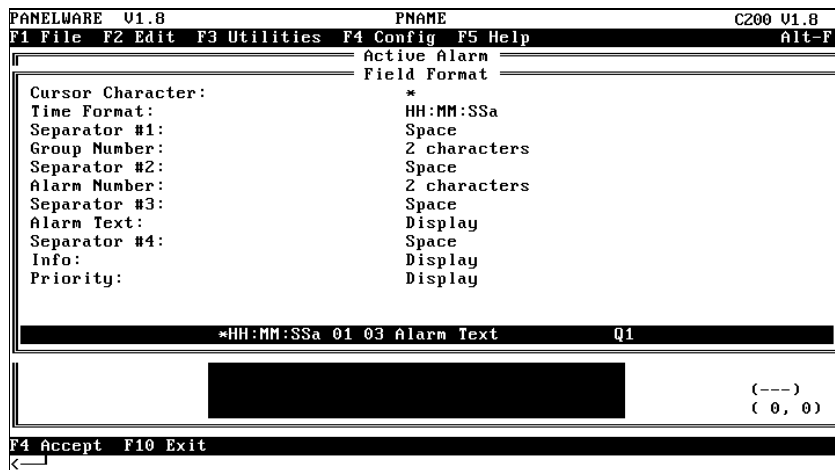 PANELWARE V1.8 PNAME C200 V1.8
F1 File F2 Edit F3 Utilities F4 Config F5 Help Alt-F
Active Alarm
Field Format
Cursor Character: *
Time Format: HH:MM:SSa
Separator #1: Space
Group Number: 2 characters
Separator #2: Space
Alarm Number: 2 characters
Separator #3: Space
Alarm Text: Display
Separator #4: Space
Info: Display
Priority: Display
*HH:MM:SSa 01 03 Alarm Text Q1
(---)
( 0, 0)
F4 Accept F10 Exit